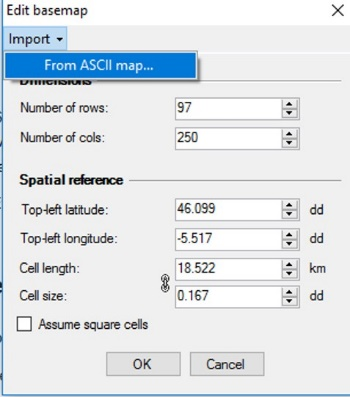 Edit basemap
Import
From ASCII map...
Dimensions
Number of rows: 97
Number of cols: 250
Spatial reference
Top-left latitude: 46.099 dd
Top-left longitude: -5.517 dd
Cell length: 18.522 km
Cell size: 0.167 dd
Assume square cells
OK Cancel